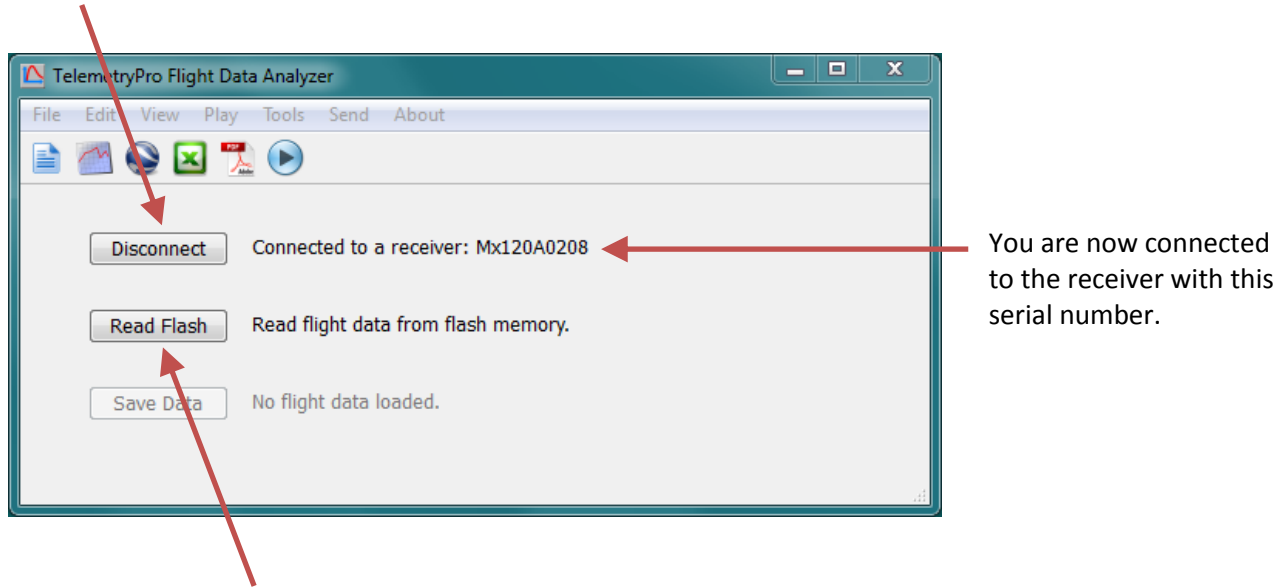 TelemetryPro Flight Data Analyzer
File Edit View Play Tools Send About
PDF
Adobe
Disconnect Connected to a receiver: Mx120A0208
Read Flash Read flight data from flash memory.
Save Data No flight data loaded.
You are now connected
to the receiver with this
serial number.